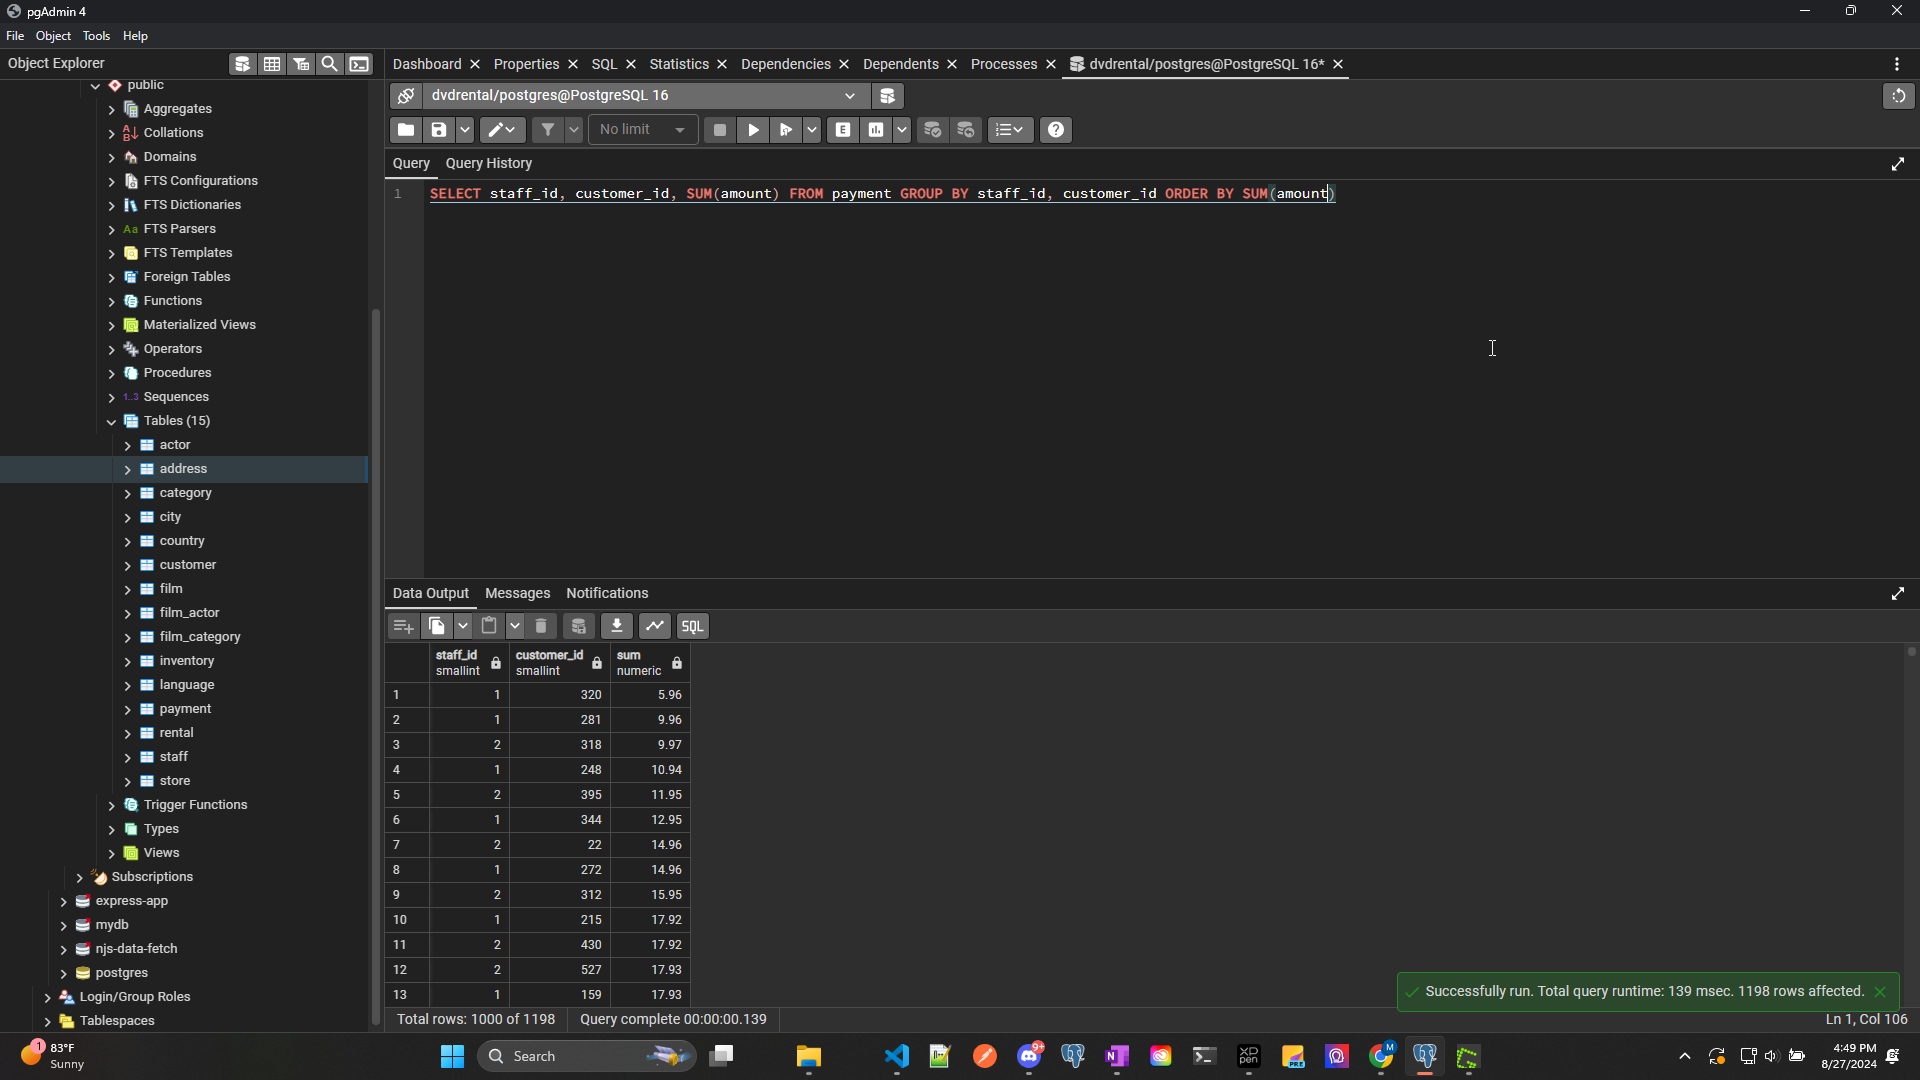 pgAdmin 4
File Object Tools Help
Object Explorer
Dashboard Properties SQL Statistics Dependencies Dependents Processes dvdrental/postgres@PostgreSQL 16*
dvdrental/postgres@PostgreSQL 16
No limit
Query Query History
1 SELECT staff_id, customer_id, SUM(amount) FROM payment GROUP BY staff_id, customer_id ORDER BY SUM(amount)
public
Aggregates
Collations
Domains
FTS Configurations
FTS Dictionaries
Aa FTS Parsers
FTS Templates
Foreign Tables
Functions
Materialized Views
Operators
Procedures
1..3 Sequences
Tables (15)
actor
address
category
city
country
customer
film
film_actor
film_category
inventory
language
payment
rental
staff
store
Trigger Functions
Types
Views
Subscriptions
express-app
mydb
njs-data-fetch
postgres
Login/Group Roles
Tablespaces
Data Output Messages Notifications
SQL
staff_id customer_id sum
smallint smallint numeric
1 1 320 5.96
2 1 281 9.96
3 2 318 9.97
4 1 248 10.94
5 2 395 11.95
6 1 344 12.95
7 2 22 14.96
8 1 272 14.96
9 2 312 15.95
10 1 215 17.92
11 2 430 17.92
12 2 527 17.93
13 1 159 17.93
Successfully run. Total query runtime: 139 msec. 1198 rows affected.
Total rows: 1000 of 1198 Query complete 00:00:00.139 Ln 1, Col 106
1 83°F
Sunny
Search
9+
M
4:49 PM
8/27/2024